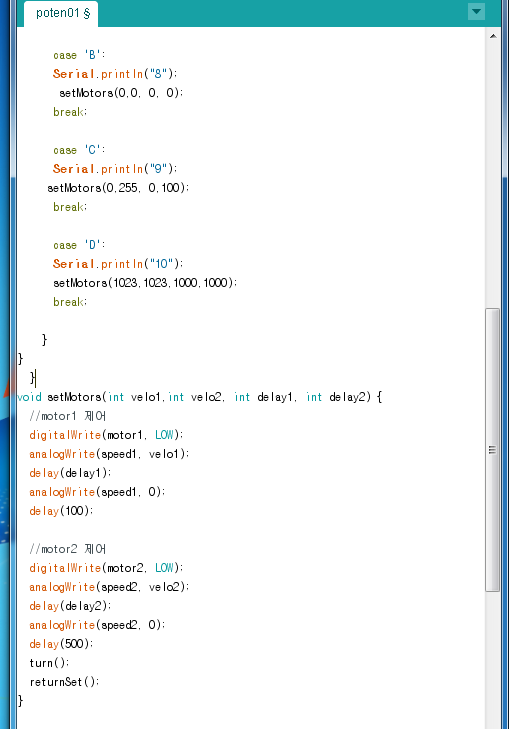 poten01 §
case 'B':
Serial.println("8");
setMotors(0,0, 0, 0);
break;
case 'C':
Serial.println("9");
setMotors(0,255, 0,100);
break;
case 'D':
Serial.println("10");
setMotors(1023,1023,1000,1000);
break;
}
}
}
void setMotors(int velo1,int velo2, int delay1, int delay2) {
//motor1 제어
digitalWrite(motor1, LOW);
analogWrite(speed1, velo1);
delay(delay1);
analogWrite(speed1, 0);
delay(100);
//motor2 제어
digitalWrite(motor2, LOW);
analogWrite(speed2, velo2);
delay(delay2);
analogWrite(speed2, 0);
delay(500);
turn();
returnSet();
}